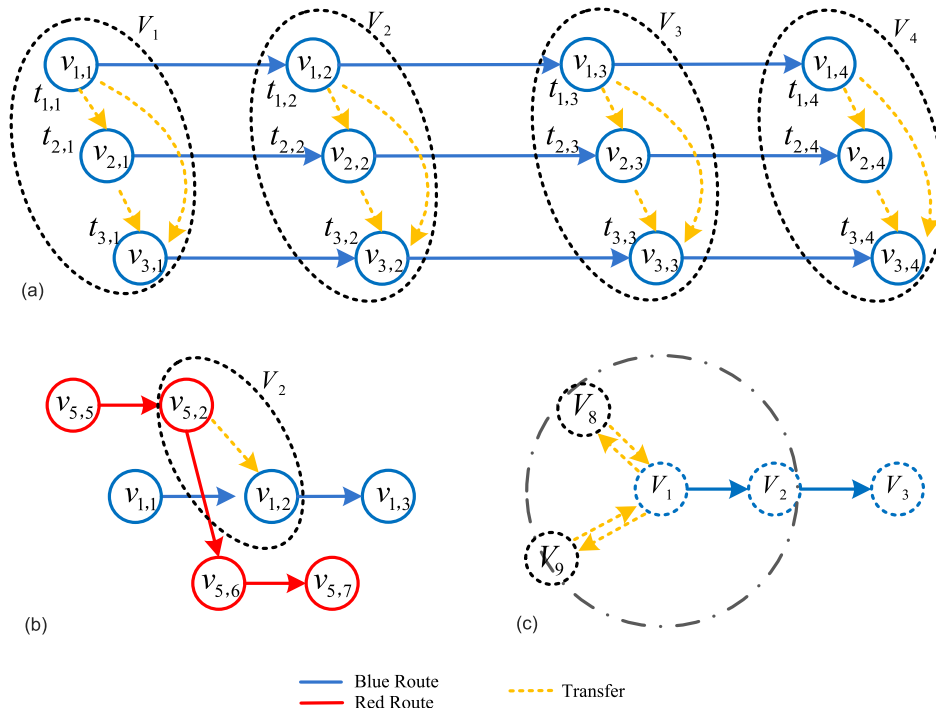 V1 V2 V3 V4
v1,1 v1,2 v1,3 v1,4
t1,1 t1,2 t1,3 t1,4
t2,1 t2,2 t2,3 t2,4
v2,1 v2,2 v2,3 v2,4
t3,1 t3,2 t3,3 t3,4
v3,1 v3,2 v3,3 v3,4
(a)
V2
v5,5 v5,2
v1,1 v1,2 v1,3
v5,6 v5,7
(b)
V8
V1 V2 V3
V9
(c)
Blue Route
Red Route
Transfer